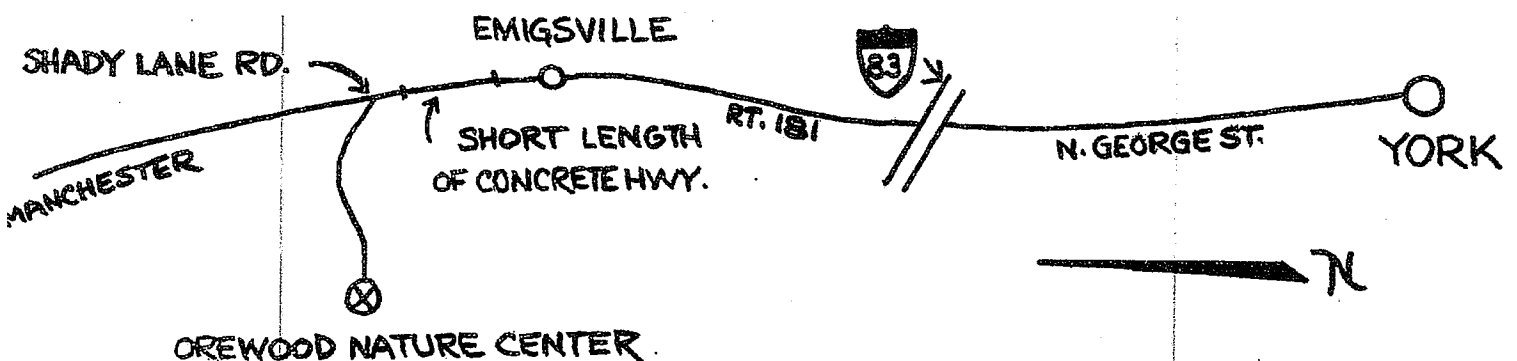 EMIGSVILLE
SHADY LANE RD.
83
RT. 181
SHORT LENGTH
OF CONCRETE HWY.
N. GEORGE ST.
YORK
MANCHESTER
N
OREWOOD NATURE CENTER.